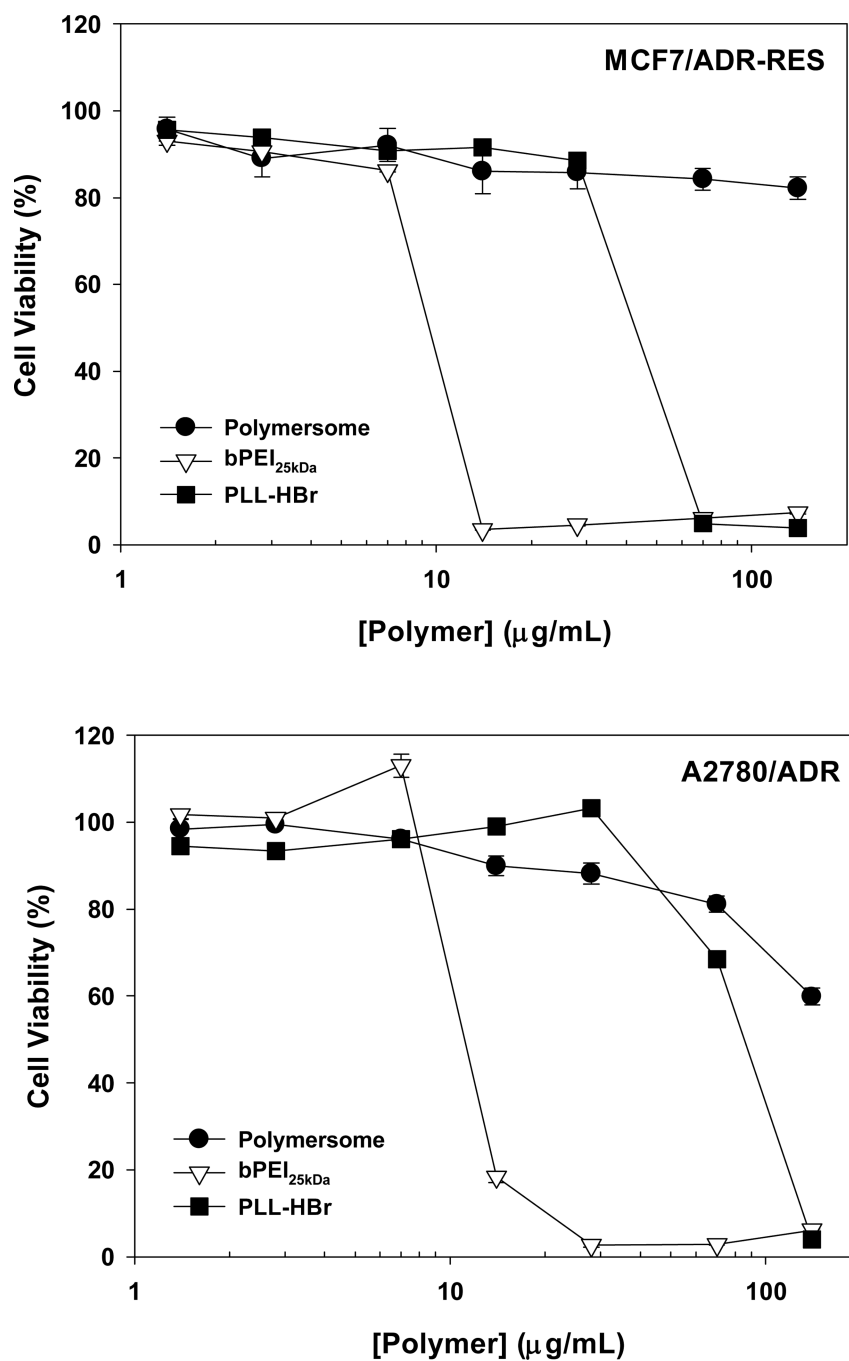 120
MCF7/ADR-RES
100
80
60
40
20
0
Cell Viability (%)
Polymersome
bPEI25kDa
PLL-HBr
1 10 100
[Polymer] (μg/mL)
120
A2780/ADR
100
80
60
40
20
0
Cell Viability (%)
Polymersome
bPEI25kDa
PLL-HBr
1 10 100
[Polymer] (μg/mL)